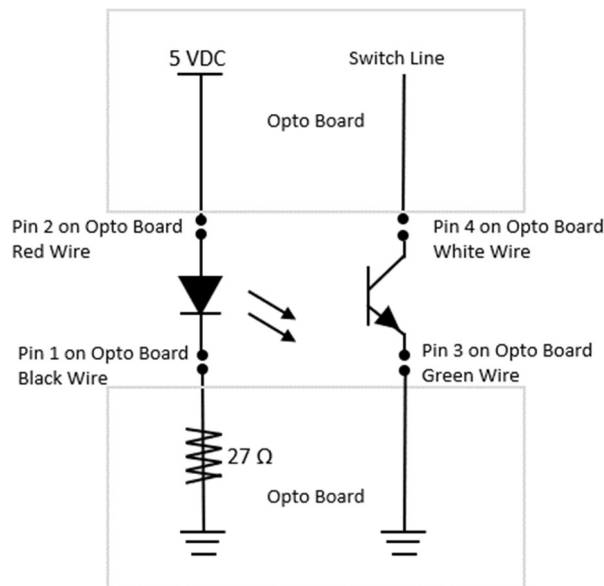 5 VDC
Switch Line
Opto Board
Pin 2 on Opto Board
Red Wire
Pin 4 on Opto Board
White Wire
Pin 1 on Opto Board
Black Wire
Pin 3 on Opto Board
Green Wire
27 Ω
Opto Board